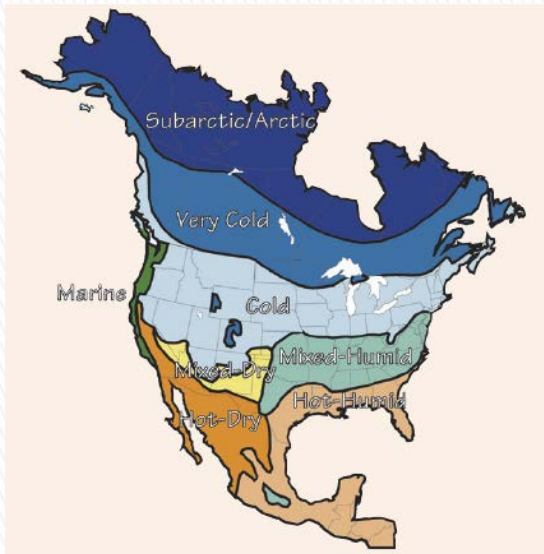 Subarctic/Arctic
Very Cold
Marine
Cold
Mixed-Humid
Mixed-Dry
Hot-Humid
Hot-Dry